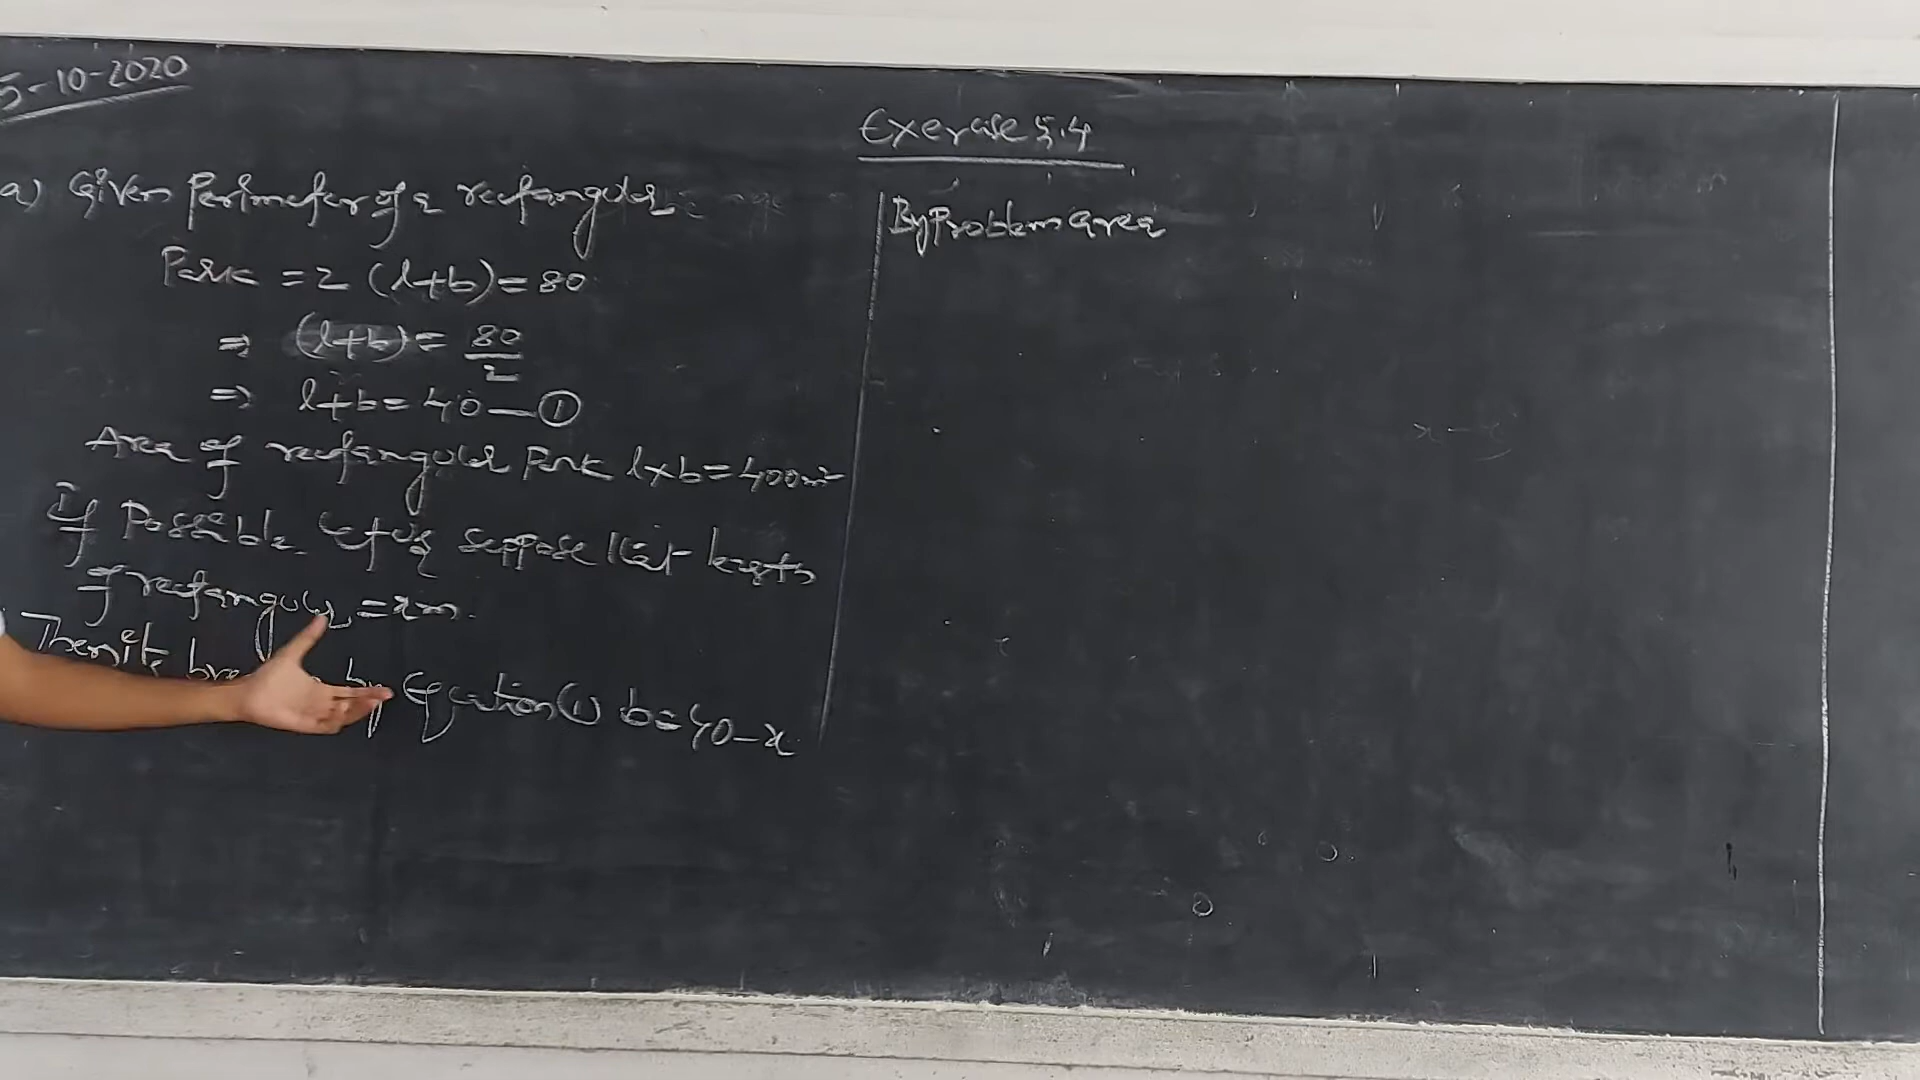 5-10-2020
Exercise 5.4
a) Given Perimeter of a rectangular
Park = 2 (l+b) = 80
⇒ (l+b) = 80/2
⇒ l+b = 40 — ①
Area of rectangular Park l×b = 400m²
If Possible let us suppose that length
of rectangular = xm.
Then its by Equation (1) b = 40-x
By Problem area